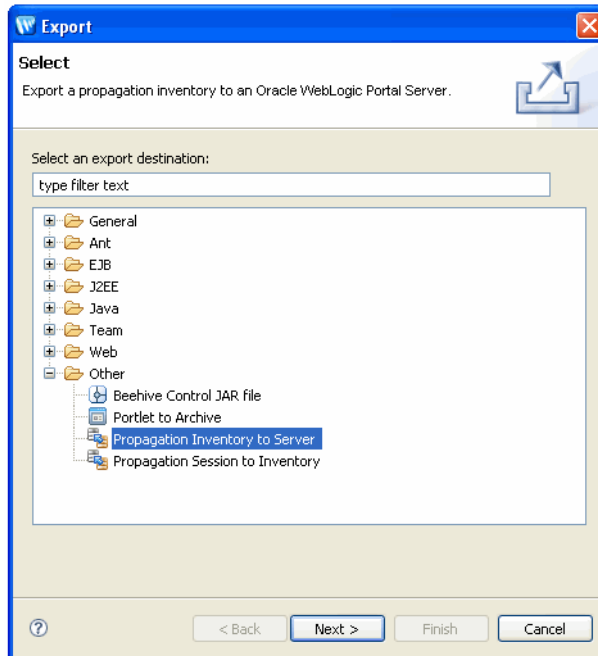 Export
Select
Export a propagation inventory to an Oracle WebLogic Portal Server.
Select an export destination:
type filter text
General
Ant
EJB
J2EE
Java
Team
Web
Other
Beehive Control JAR file
Portlet to Archive
Propagation Inventory to Server
Propagation Session to Inventory
? < Back Next > Finish Cancel